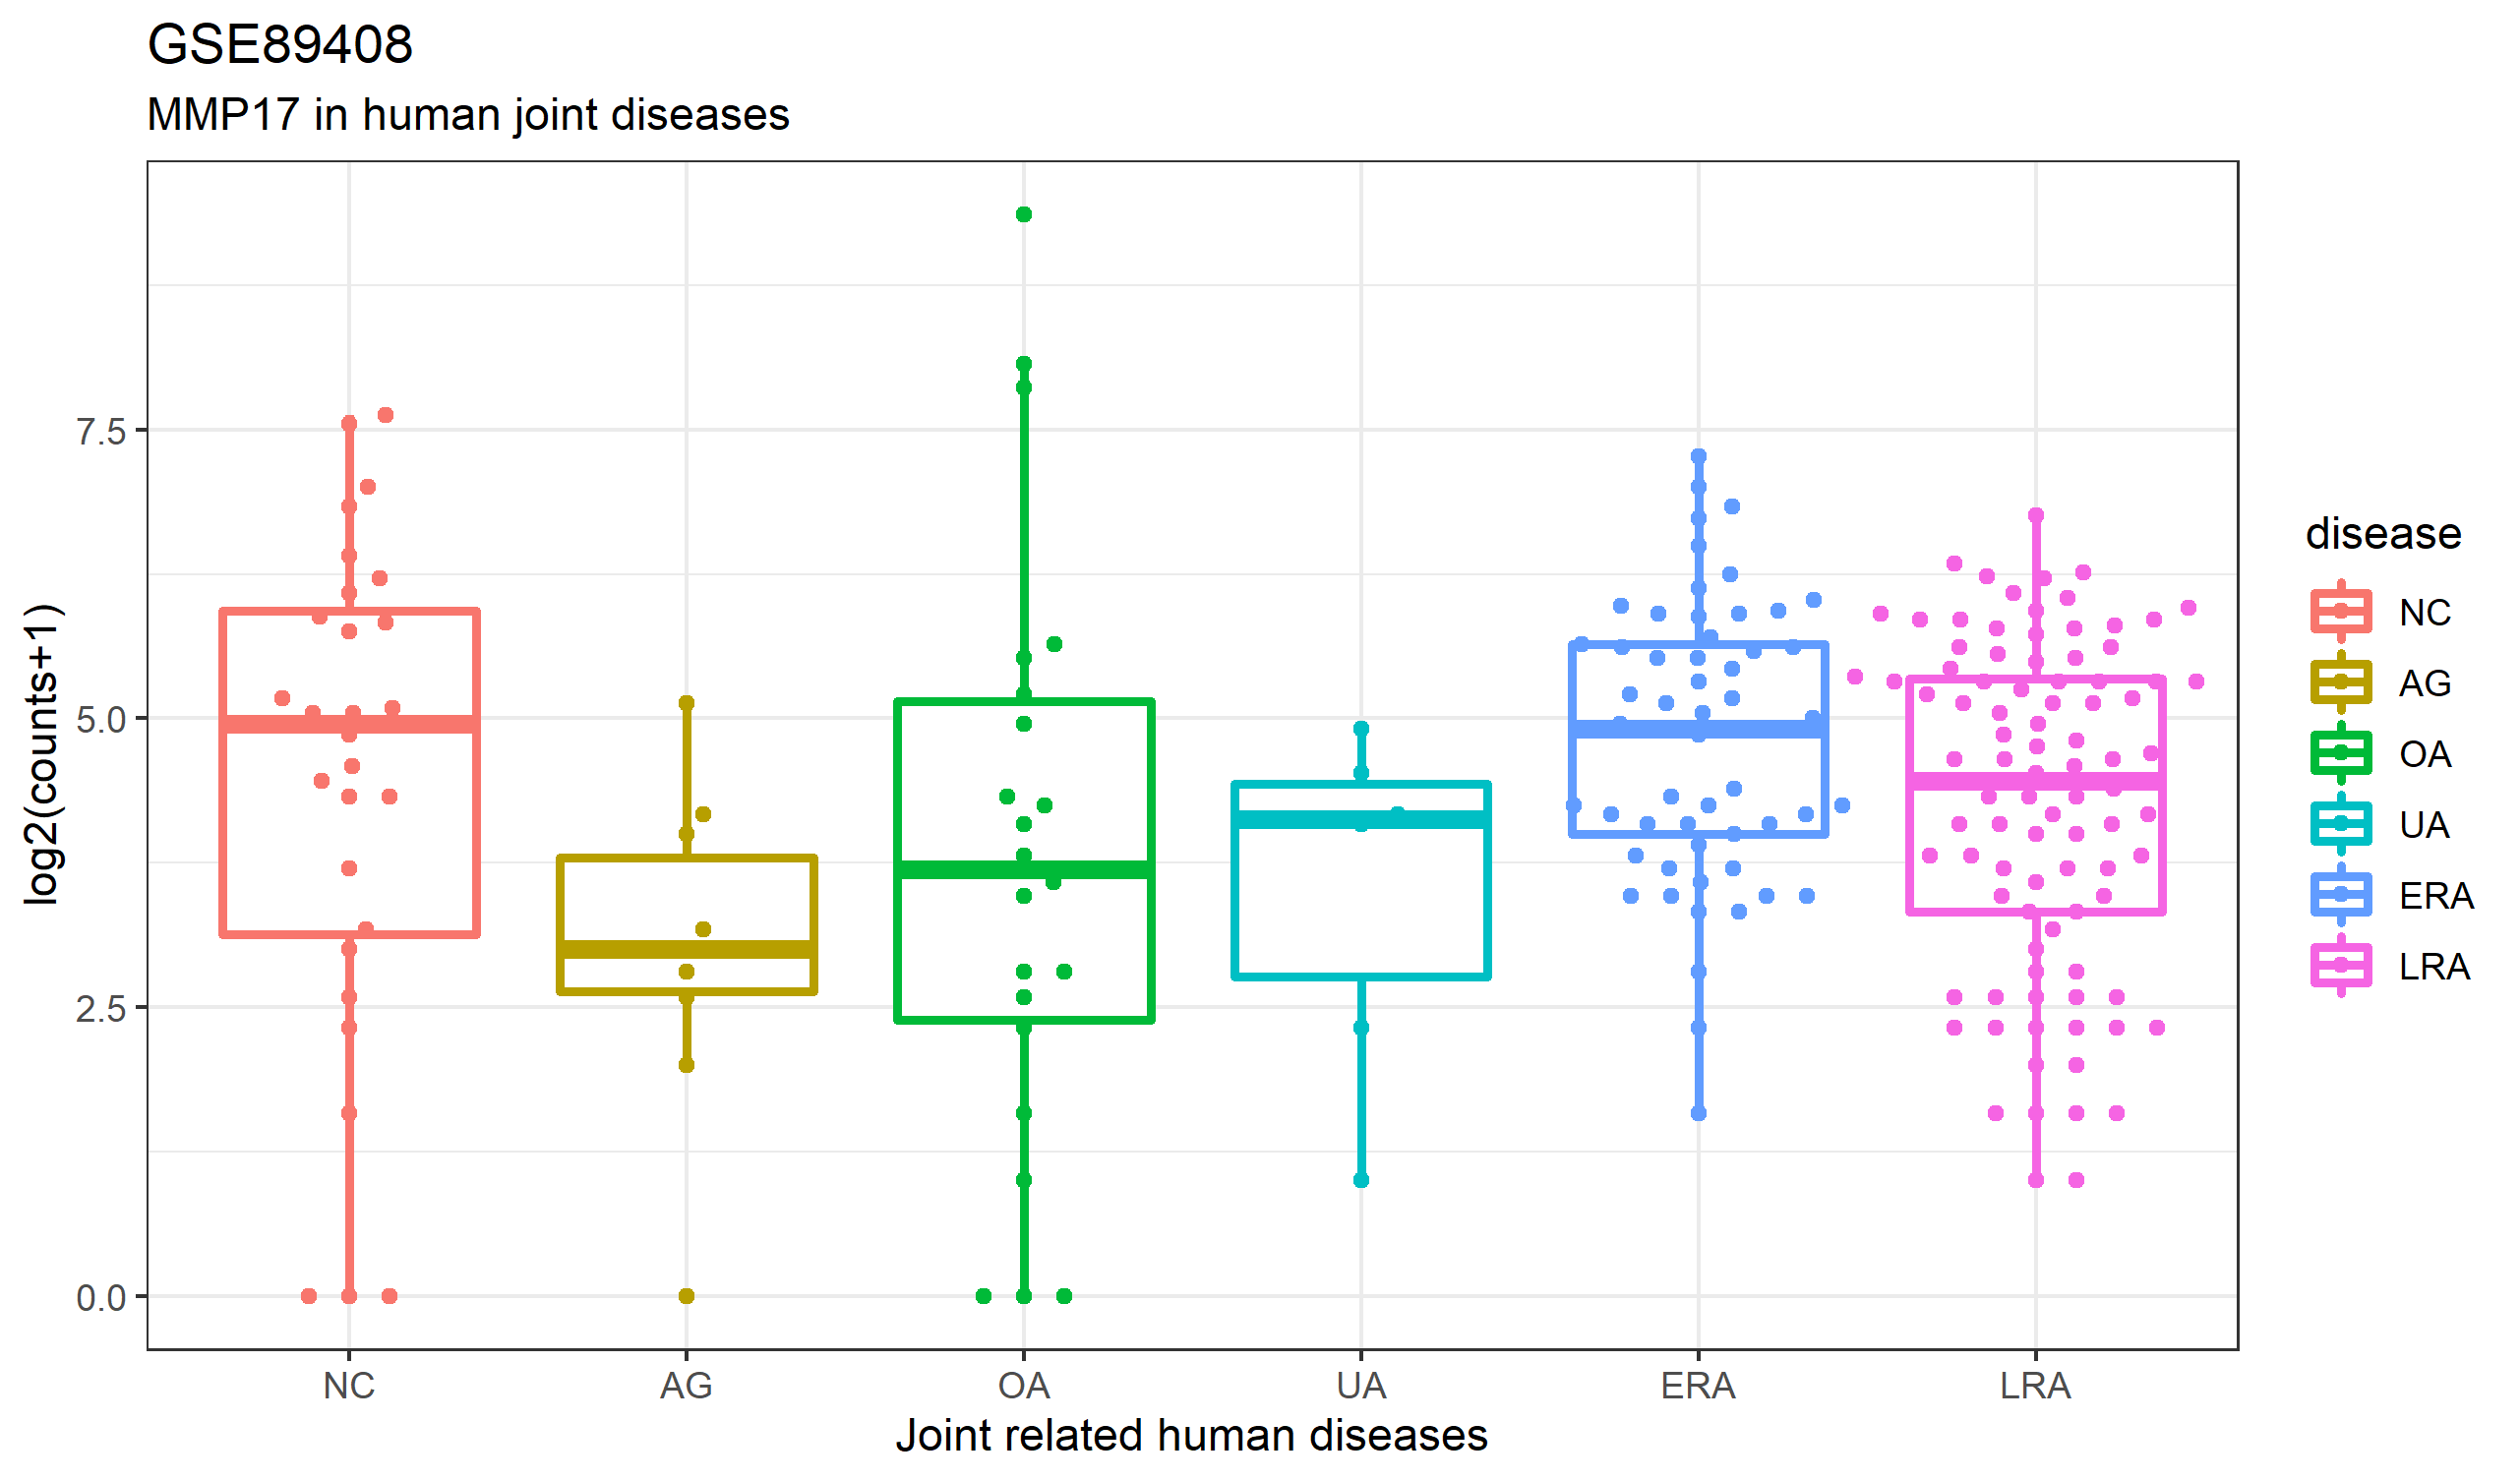 GSE89408
MMP17 in human joint diseases
log2(counts+1)
7.5
5.0
2.5
0.0
NC AG OA UA ERA LRA
Joint related human diseases
disease
NC
AG
OA
UA
ERA
LRA